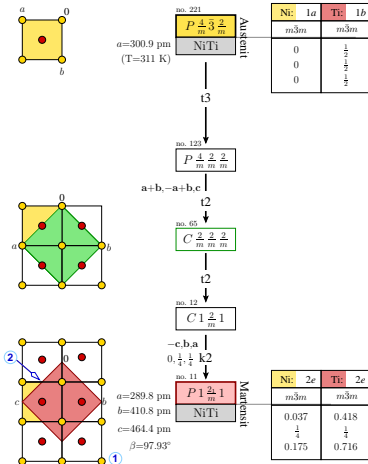 a 0
b
no. 221
P 4/m 3̄ 2/m
NiTi
Austenit
a=300.9 pm
(T=311 K)
Ni: 1a Ti: 1b
m3̄m m3̄m
0 1/2
0 1/2
0 1/2
t3
no. 123
P 4/m 2/m 2/m
a+b,−a+b,c
t2
0
a b
no. 65
C 2/m 2/m 2/m
t2
no. 12
C 1 2/m 1
−c,b,a
0,1/4,1/4 k2
2
0
c b
1
no. 11
P 1 2₁/m 1
NiTi
Martensit
a=289.8 pm
b=410.8 pm
c=464.4 pm
β=97.93°
Ni: 2e Ti: 2e
m3̄m m3̄m
0.037 0.418
1/4 1/4
0.175 0.716